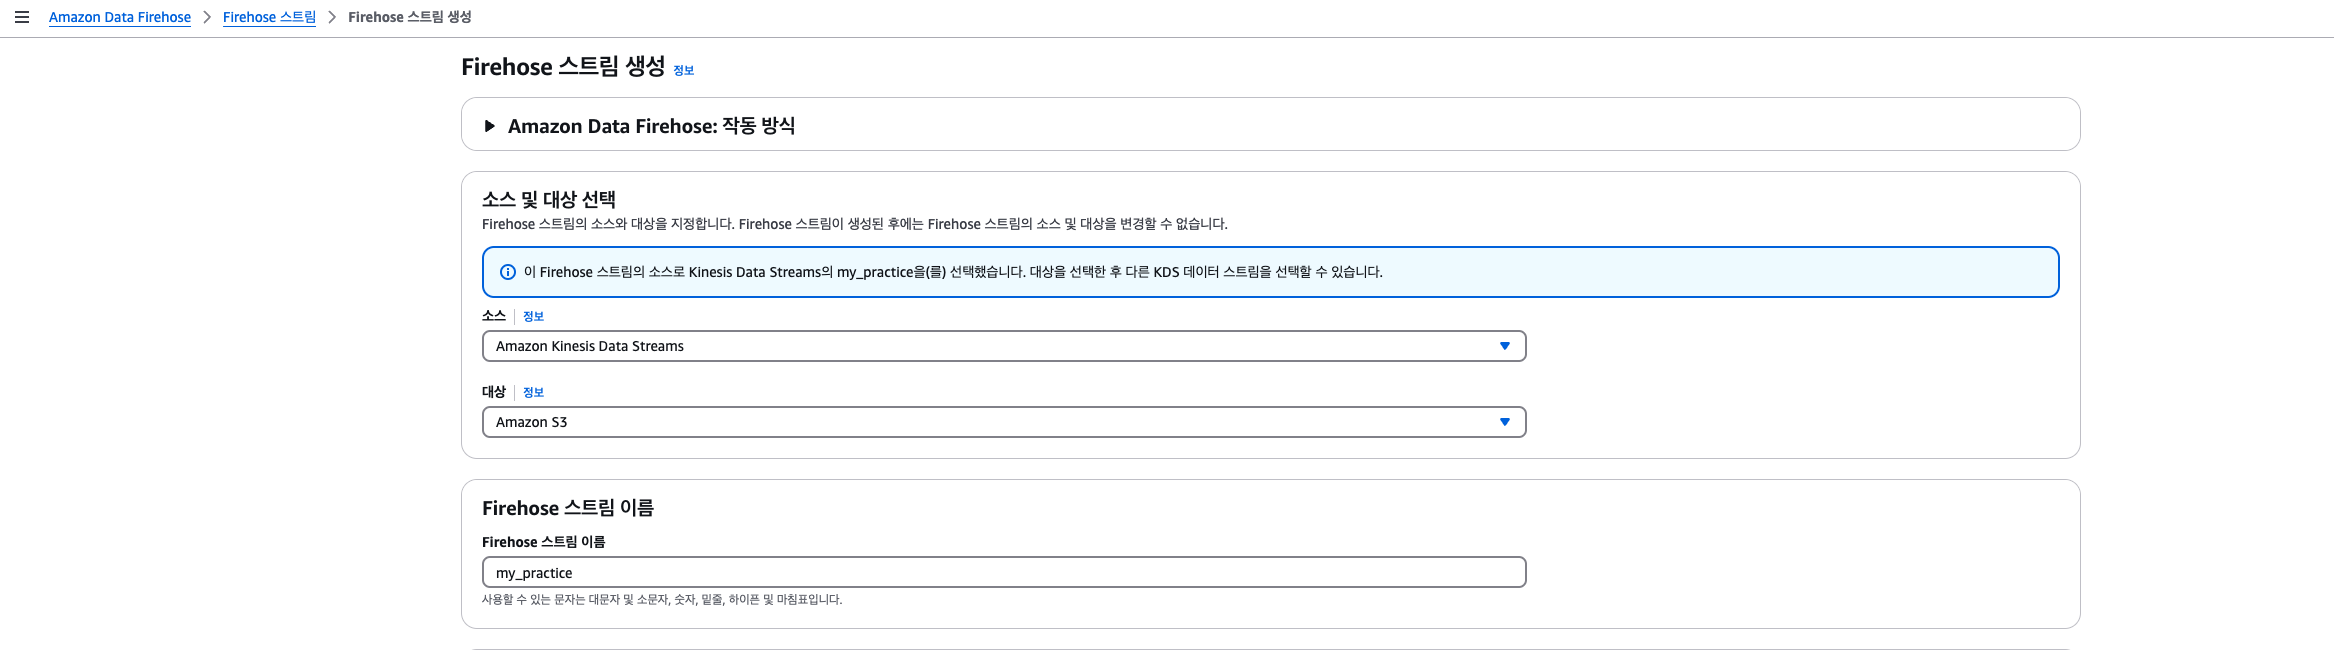 Amazon Data Firehose > Firehose 스트림 > Firehose 스트림 생성
Firehose 스트림 생성 정보
Amazon Data Firehose: 작동 방식
소스 및 대상 선택
Firehose 스트림의 소스와 대상을 지정합니다. Firehose 스트림이 생성된 후에는 Firehose 스트림의 소스 및 대상을 변경할 수 없습니다.
이 Firehose 스트림의 소스로 Kinesis Data Streams의 my_practice을(를) 선택했습니다. 대상을 선택한 후 다른 KDS 데이터 스트림을 선택할 수 있습니다.
소스 정보
Amazon Kinesis Data Streams
대상 정보
Amazon S3
Firehose 스트림 이름
Firehose 스트림 이름
my_practice
사용할 수 있는 문자는 대문자 및 소문자, 숫자, 밑줄, 하이픈 및 마침표입니다.